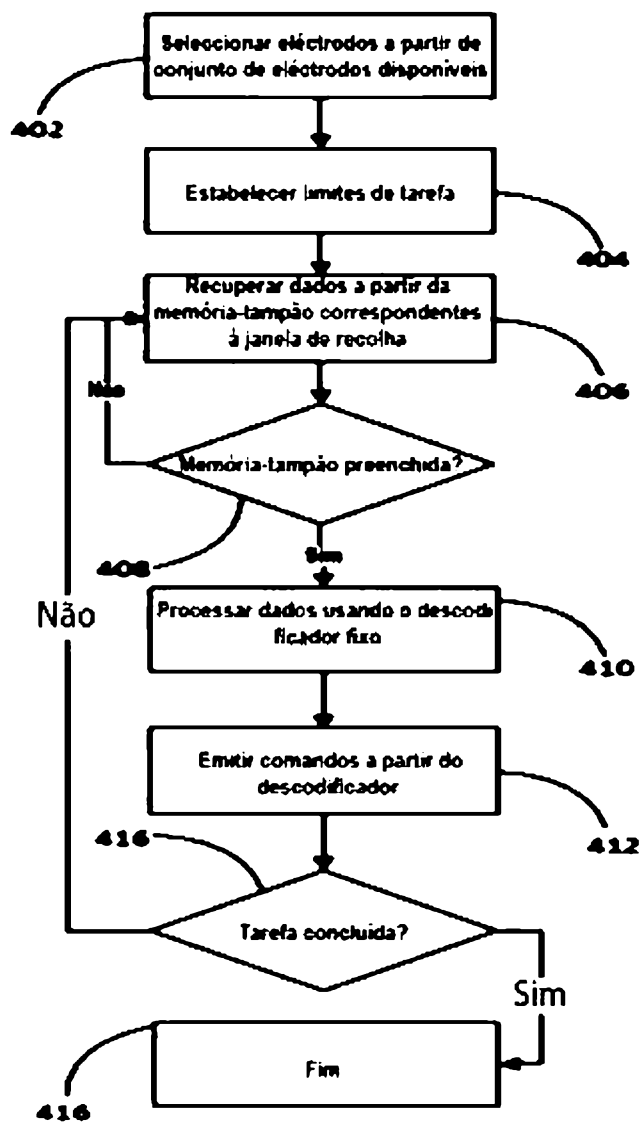 Seleccionar eléctrodos a partir de
conjunto de eléctrodos disponíveis
402
Estabelecer limites de tarefa
404
Recuperar dados a partir da
memória-tampão correspondentes
à janela de recolha
406
Não
Memória-tampão preenchida?
408
Sim
Não
Processar dados usando o descodi
ficador fixo
410
Emitir comandos a partir do
descodificador
412
416
Tarefa concluída?
Sim
Fim
416